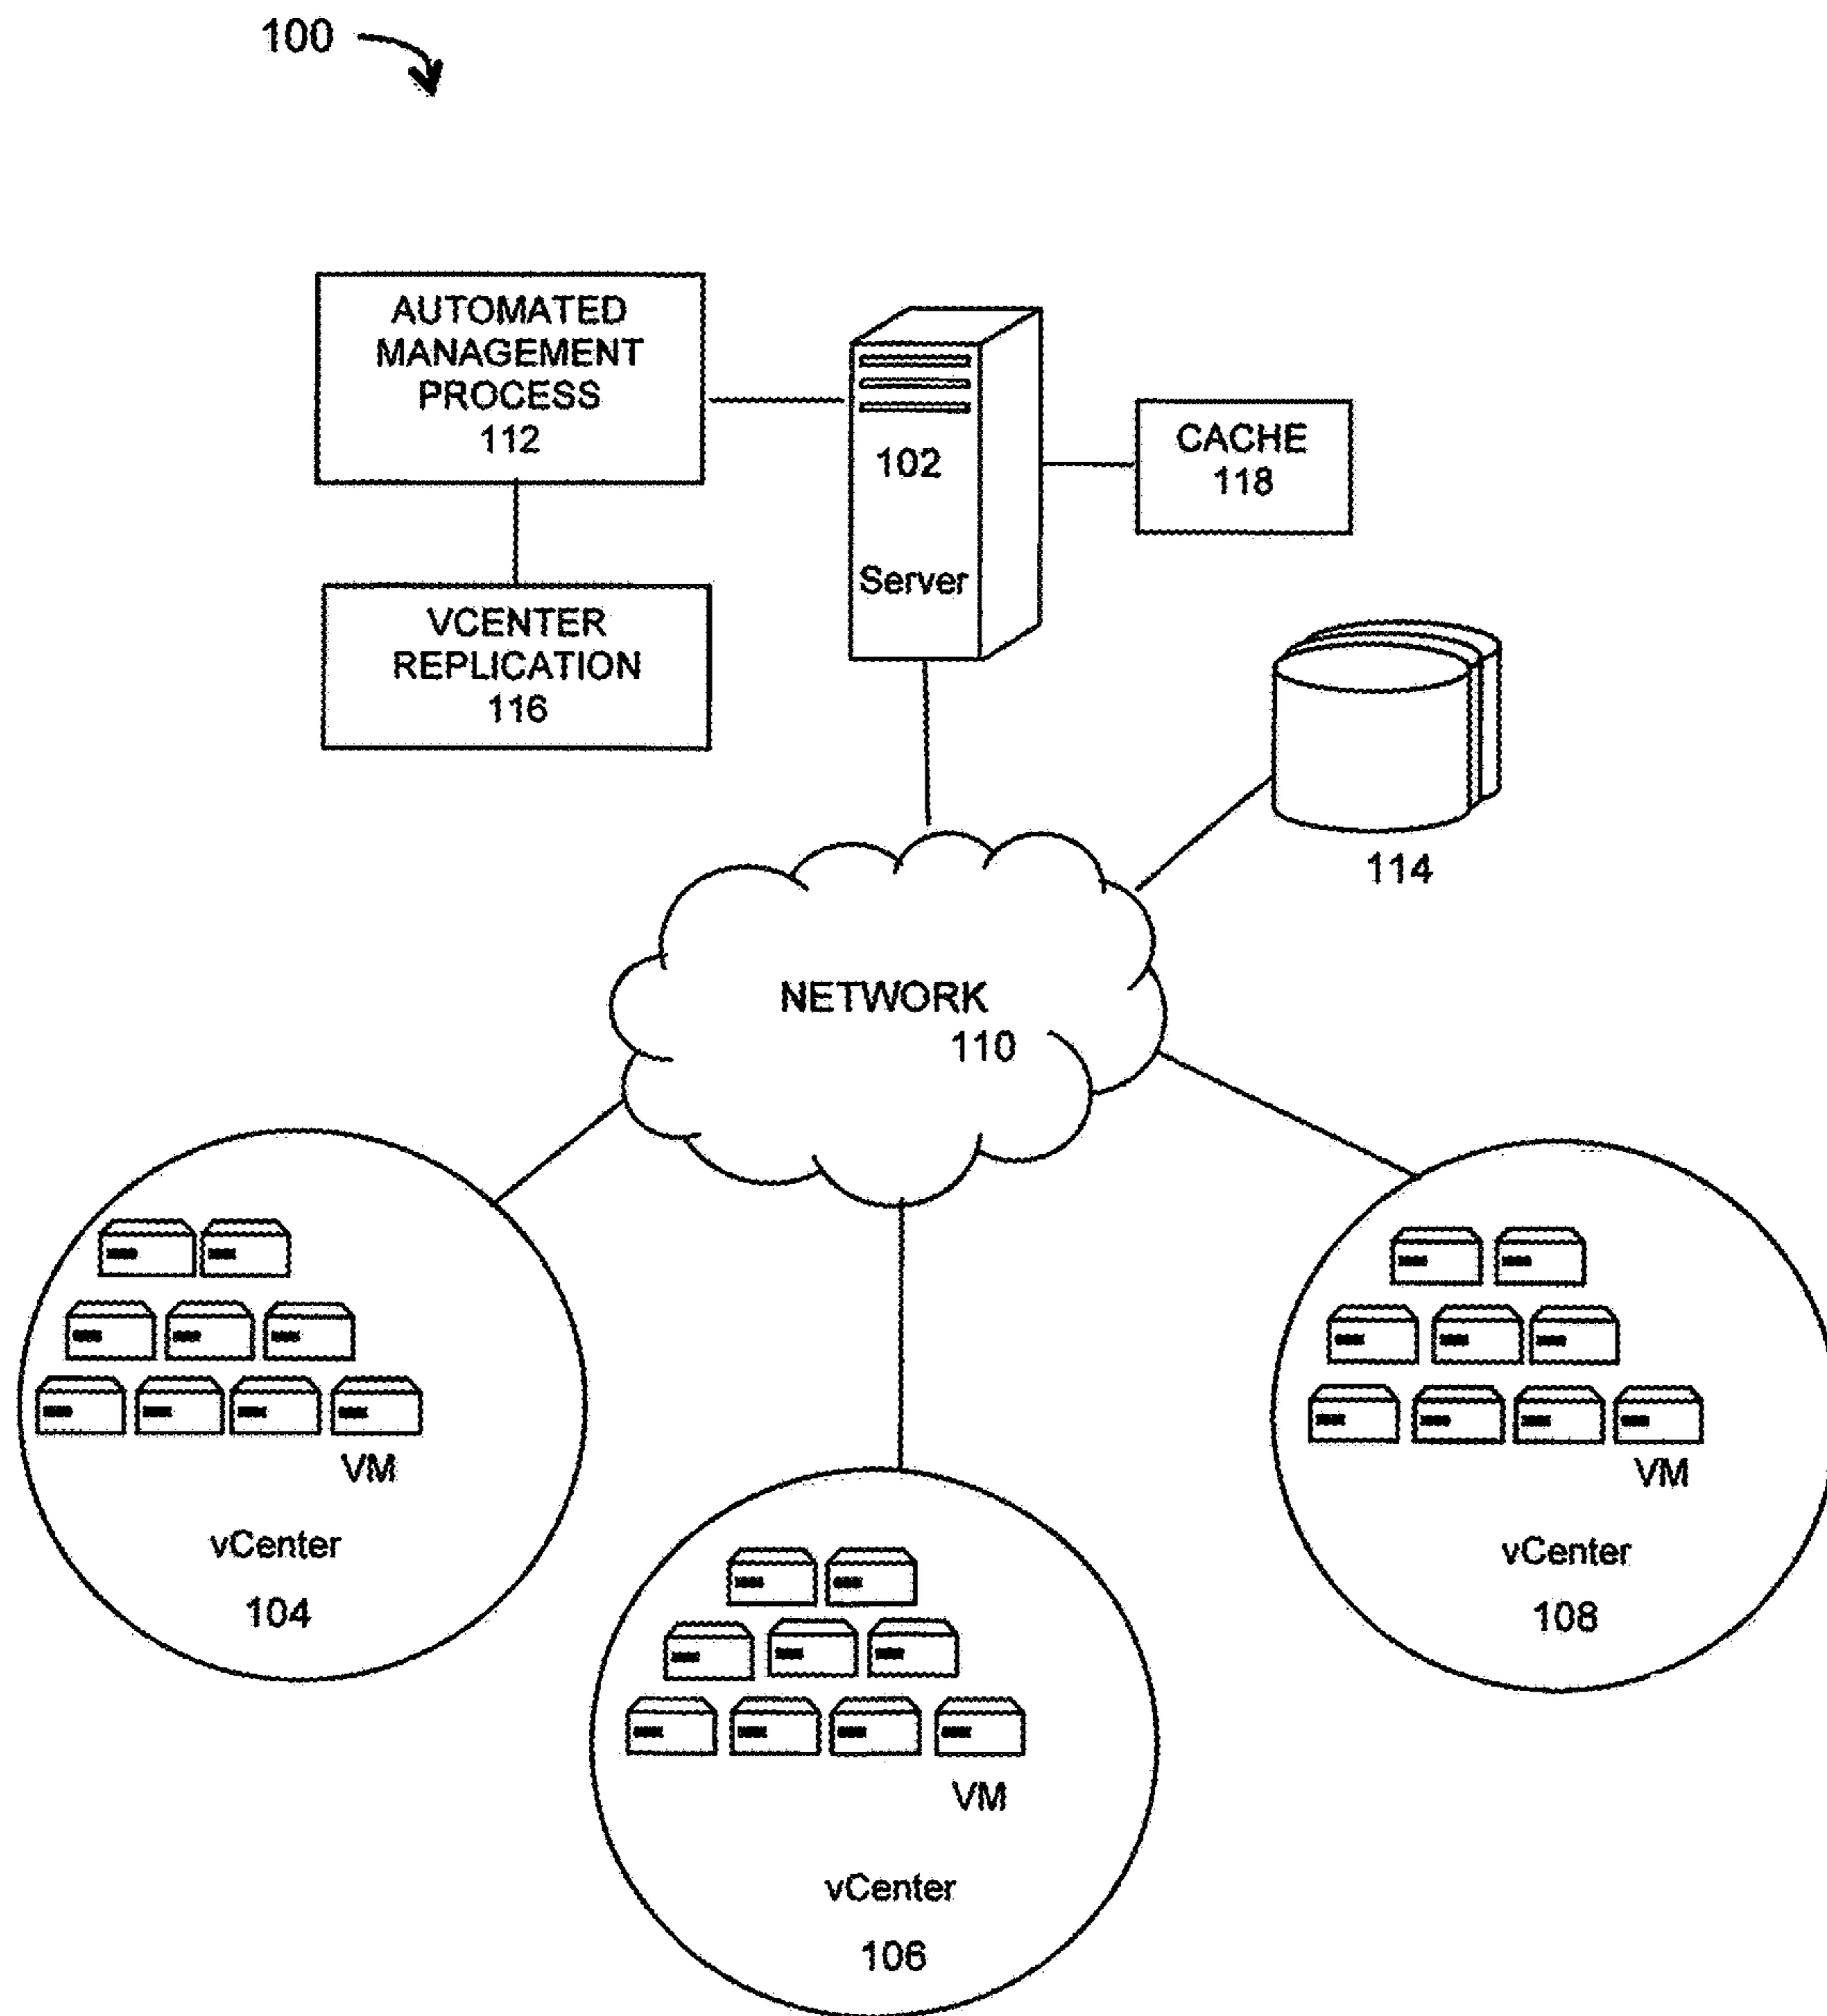 100
AUTOMATED
MANAGEMENT
PROCESS
112
102
Server
CACHE
118
VCENTER
REPLICATION
116
114
NETWORK
110
VM
vCenter
104
VM
vCenter
106
VM
vCenter
108